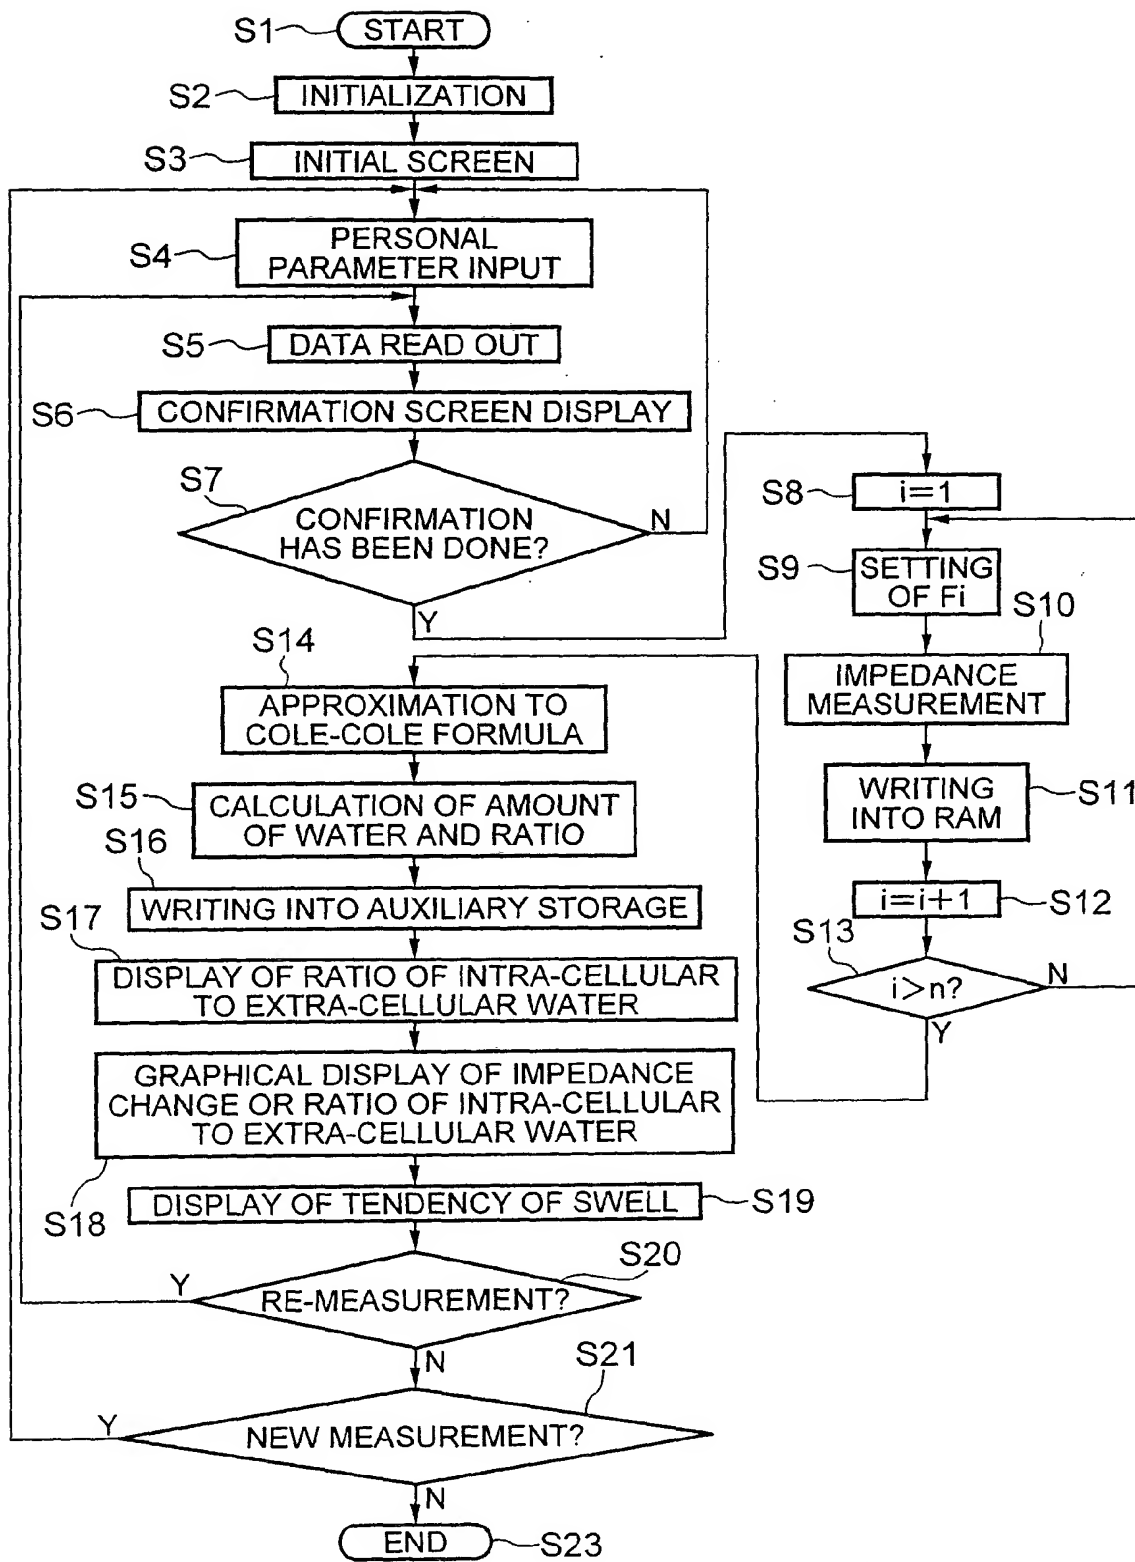 S1
START
S2
INITIALIZATION
S3
INITIAL SCREEN
S4
PERSONAL
PARAMETER INPUT
S5
DATA READ OUT
S6
CONFIRMATION SCREEN DISPLAY
S7
CONFIRMATION
HAS BEEN DONE?
N
Y
S8
i=1
S9
SETTING
OF Fi
S10
IMPEDANCE
MEASUREMENT
S11
WRITING
INTO RAM
S12
i=i+1
S13
i>n?
N
Y
S14
APPROXIMATION TO
COLE-COLE FORMULA
S15
CALCULATION OF AMOUNT
OF WATER AND RATIO
S16
WRITING INTO AUXILIARY STORAGE
S17
DISPLAY OF RATIO OF INTRA-CELLULAR
TO EXTRA-CELLULAR WATER
GRAPHICAL DISPLAY OF IMPEDANCE
CHANGE OR RATIO OF INTRA-CELLULAR
TO EXTRA-CELLULAR WATER
S18
DISPLAY OF TENDENCY OF SWELL
S19
S20
RE-MEASUREMENT?
Y
N
S21
NEW MEASUREMENT?
Y
N
END
S23